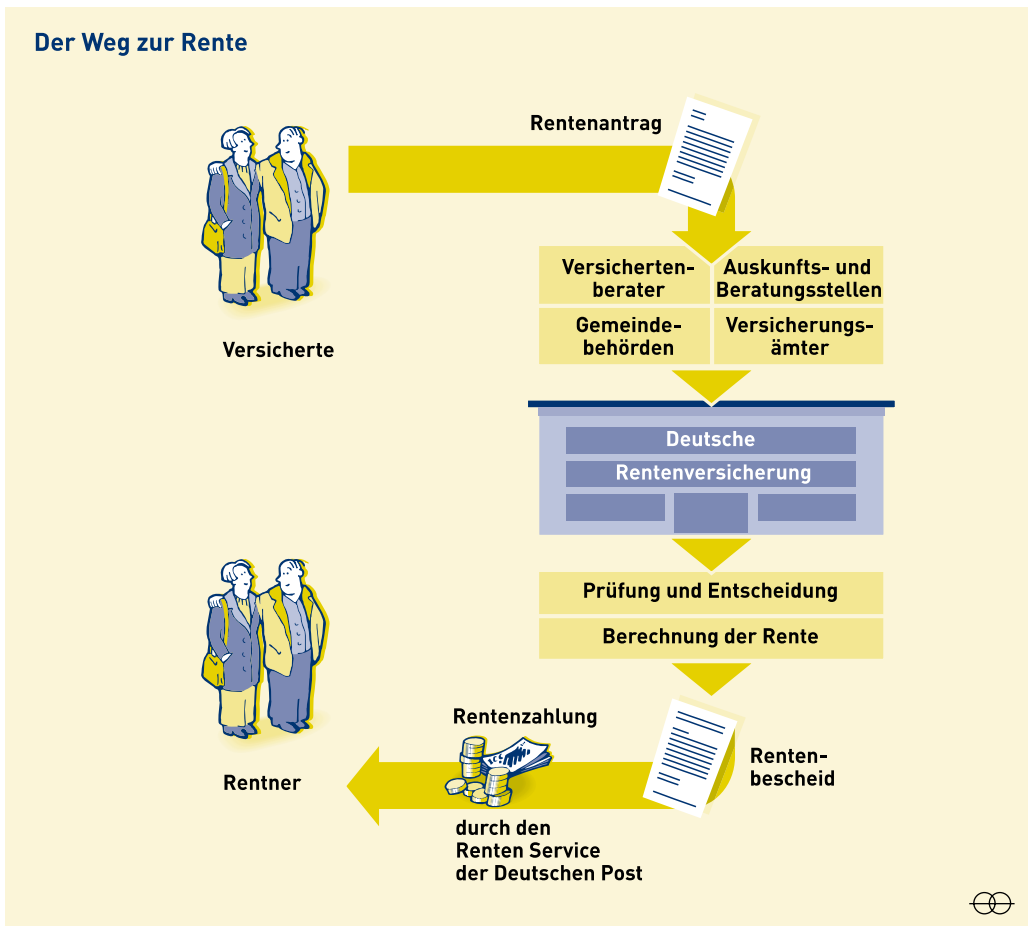 Der Weg zur Rente
Rentenantrag
Versicherte
Versicherten-
berater
Auskunfts- und
Beratungsstellen
Gemeinde-
behörden
Versicherungs-
ämter
Deutsche
Rentenversicherung
Prüfung und Entscheidung
Berechnung der Rente
Renten-
bescheid
Rentenzahlung
durch den
Renten Service
der Deutschen Post
Rentner